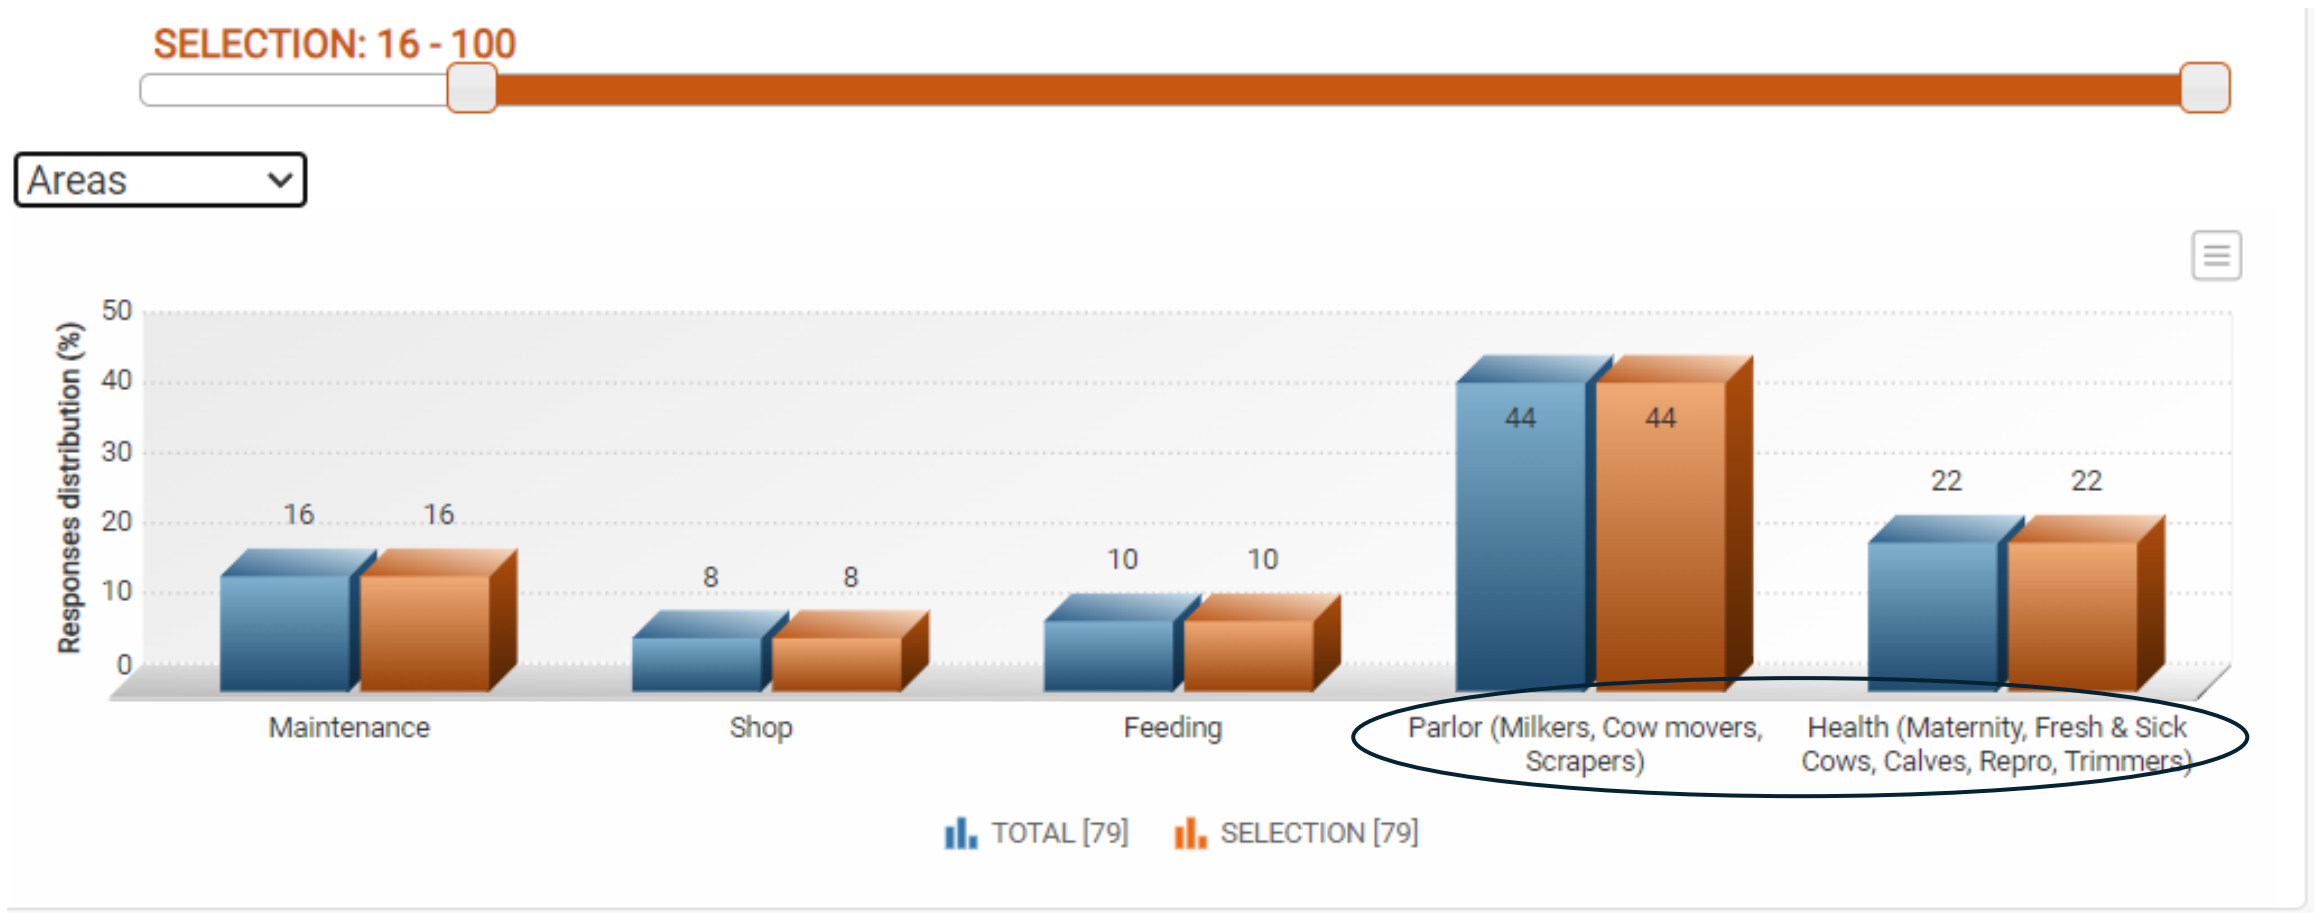 SELECTION: 16 - 100
Areas
50
40
30
20
10
0
Responses distribution (%)
16 16
8 8
10 10
44 44
22 22
Maintenance
Shop
Feeding
Parlor (Milkers, Cow movers,
Scrapers)
Health (Maternity, Fresh & Sick
Cows, Calves, Repro, Trimmers)
TOTAL [79] SELECTION [79]